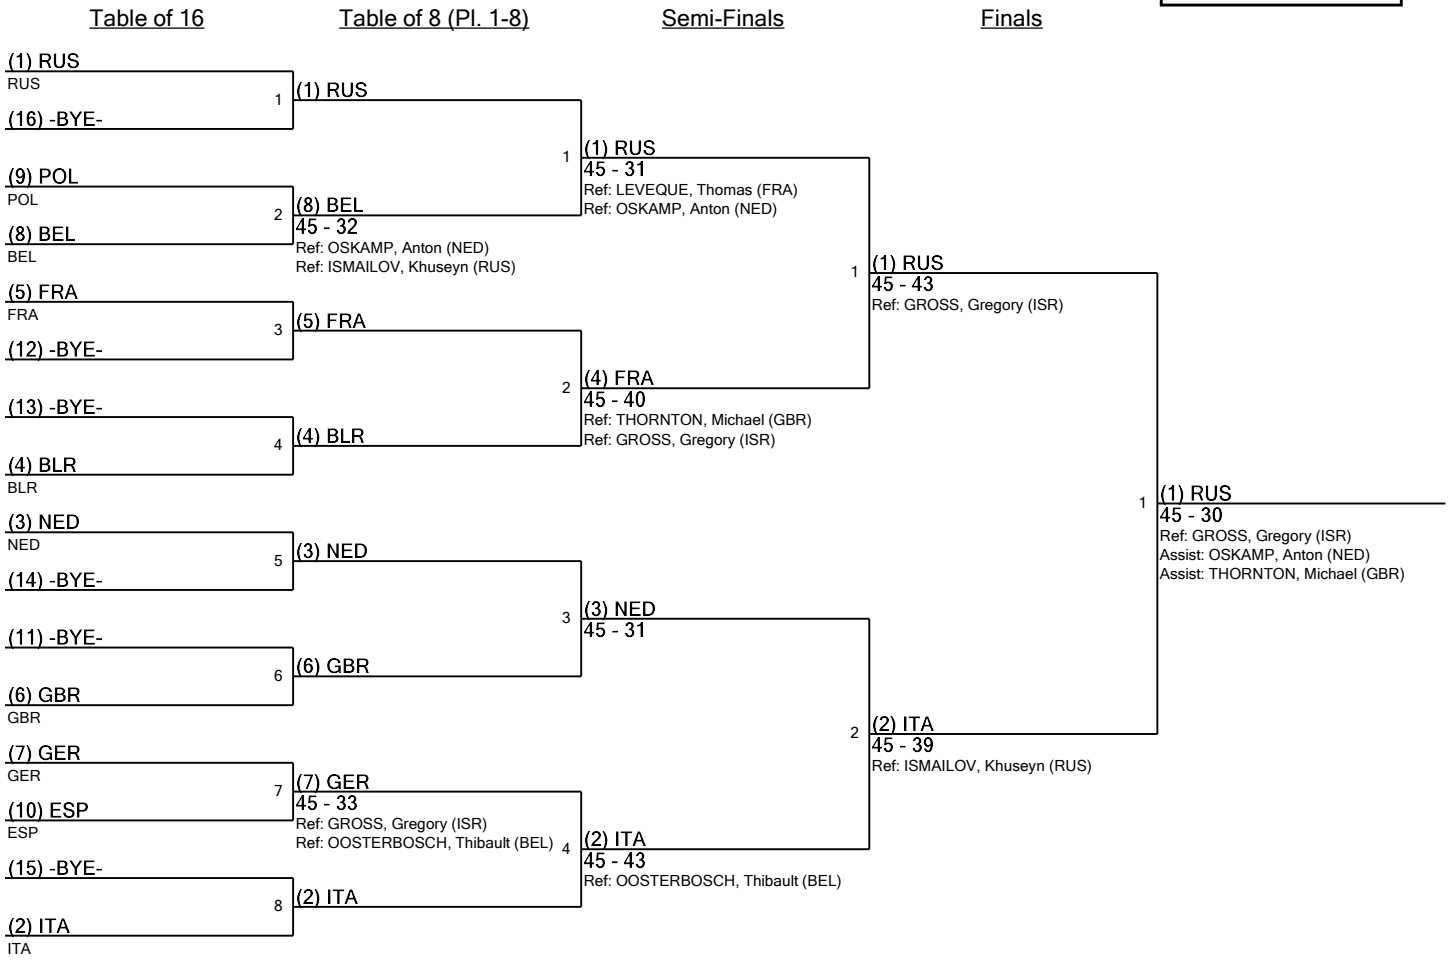 Table of 16
Table of 8 (Pl. 1-8)
Semi-Finals
Finals
(1) RUS
RUS
1
(16) -BYE-
(9) POL
POL
2
(8) BEL
BEL
(5) FRA
FRA
3
(12) -BYE-
(13) -BYE-
4
(4) BLR
BLR
(3) NED
NED
5
(14) -BYE-
(11) -BYE-
6
(6) GBR
GBR
(7) GER
GER
7
(10) ESP
ESP
(15) -BYE-
8
(2) ITA
ITA
(1) RUS
1
(8) BEL
45 - 32
Ref: OSKAMP, Anton (NED)
Ref: ISMAILOV, Khuseyn (RUS)
(5) FRA
2
(4) BLR
(3) NED
3
(6) GBR
(7) GER
45 - 33
Ref: GROSS, Gregory (ISR)
Ref: OOSTERBOSCH, Thibault (BEL)
4
(2) ITA
(1) RUS
45 - 31
Ref: LEVEQUE, Thomas (FRA)
Ref: OSKAMP, Anton (NED)
1
(4) FRA
45 - 40
Ref: THORNTON, Michael (GBR)
Ref: GROSS, Gregory (ISR)
(3) NED
45 - 31
2
(2) ITA
45 - 43
Ref: OOSTERBOSCH, Thibault (BEL)
(1) RUS
45 - 43
Ref: GROSS, Gregory (ISR)
1
(2) ITA
45 - 39
Ref: ISMAILOV, Khuseyn (RUS)
(1) RUS
45 - 30
Ref: GROSS, Gregory (ISR)
Assist: OSKAMP, Anton (NED)
Assist: THORNTON, Michael (GBR)